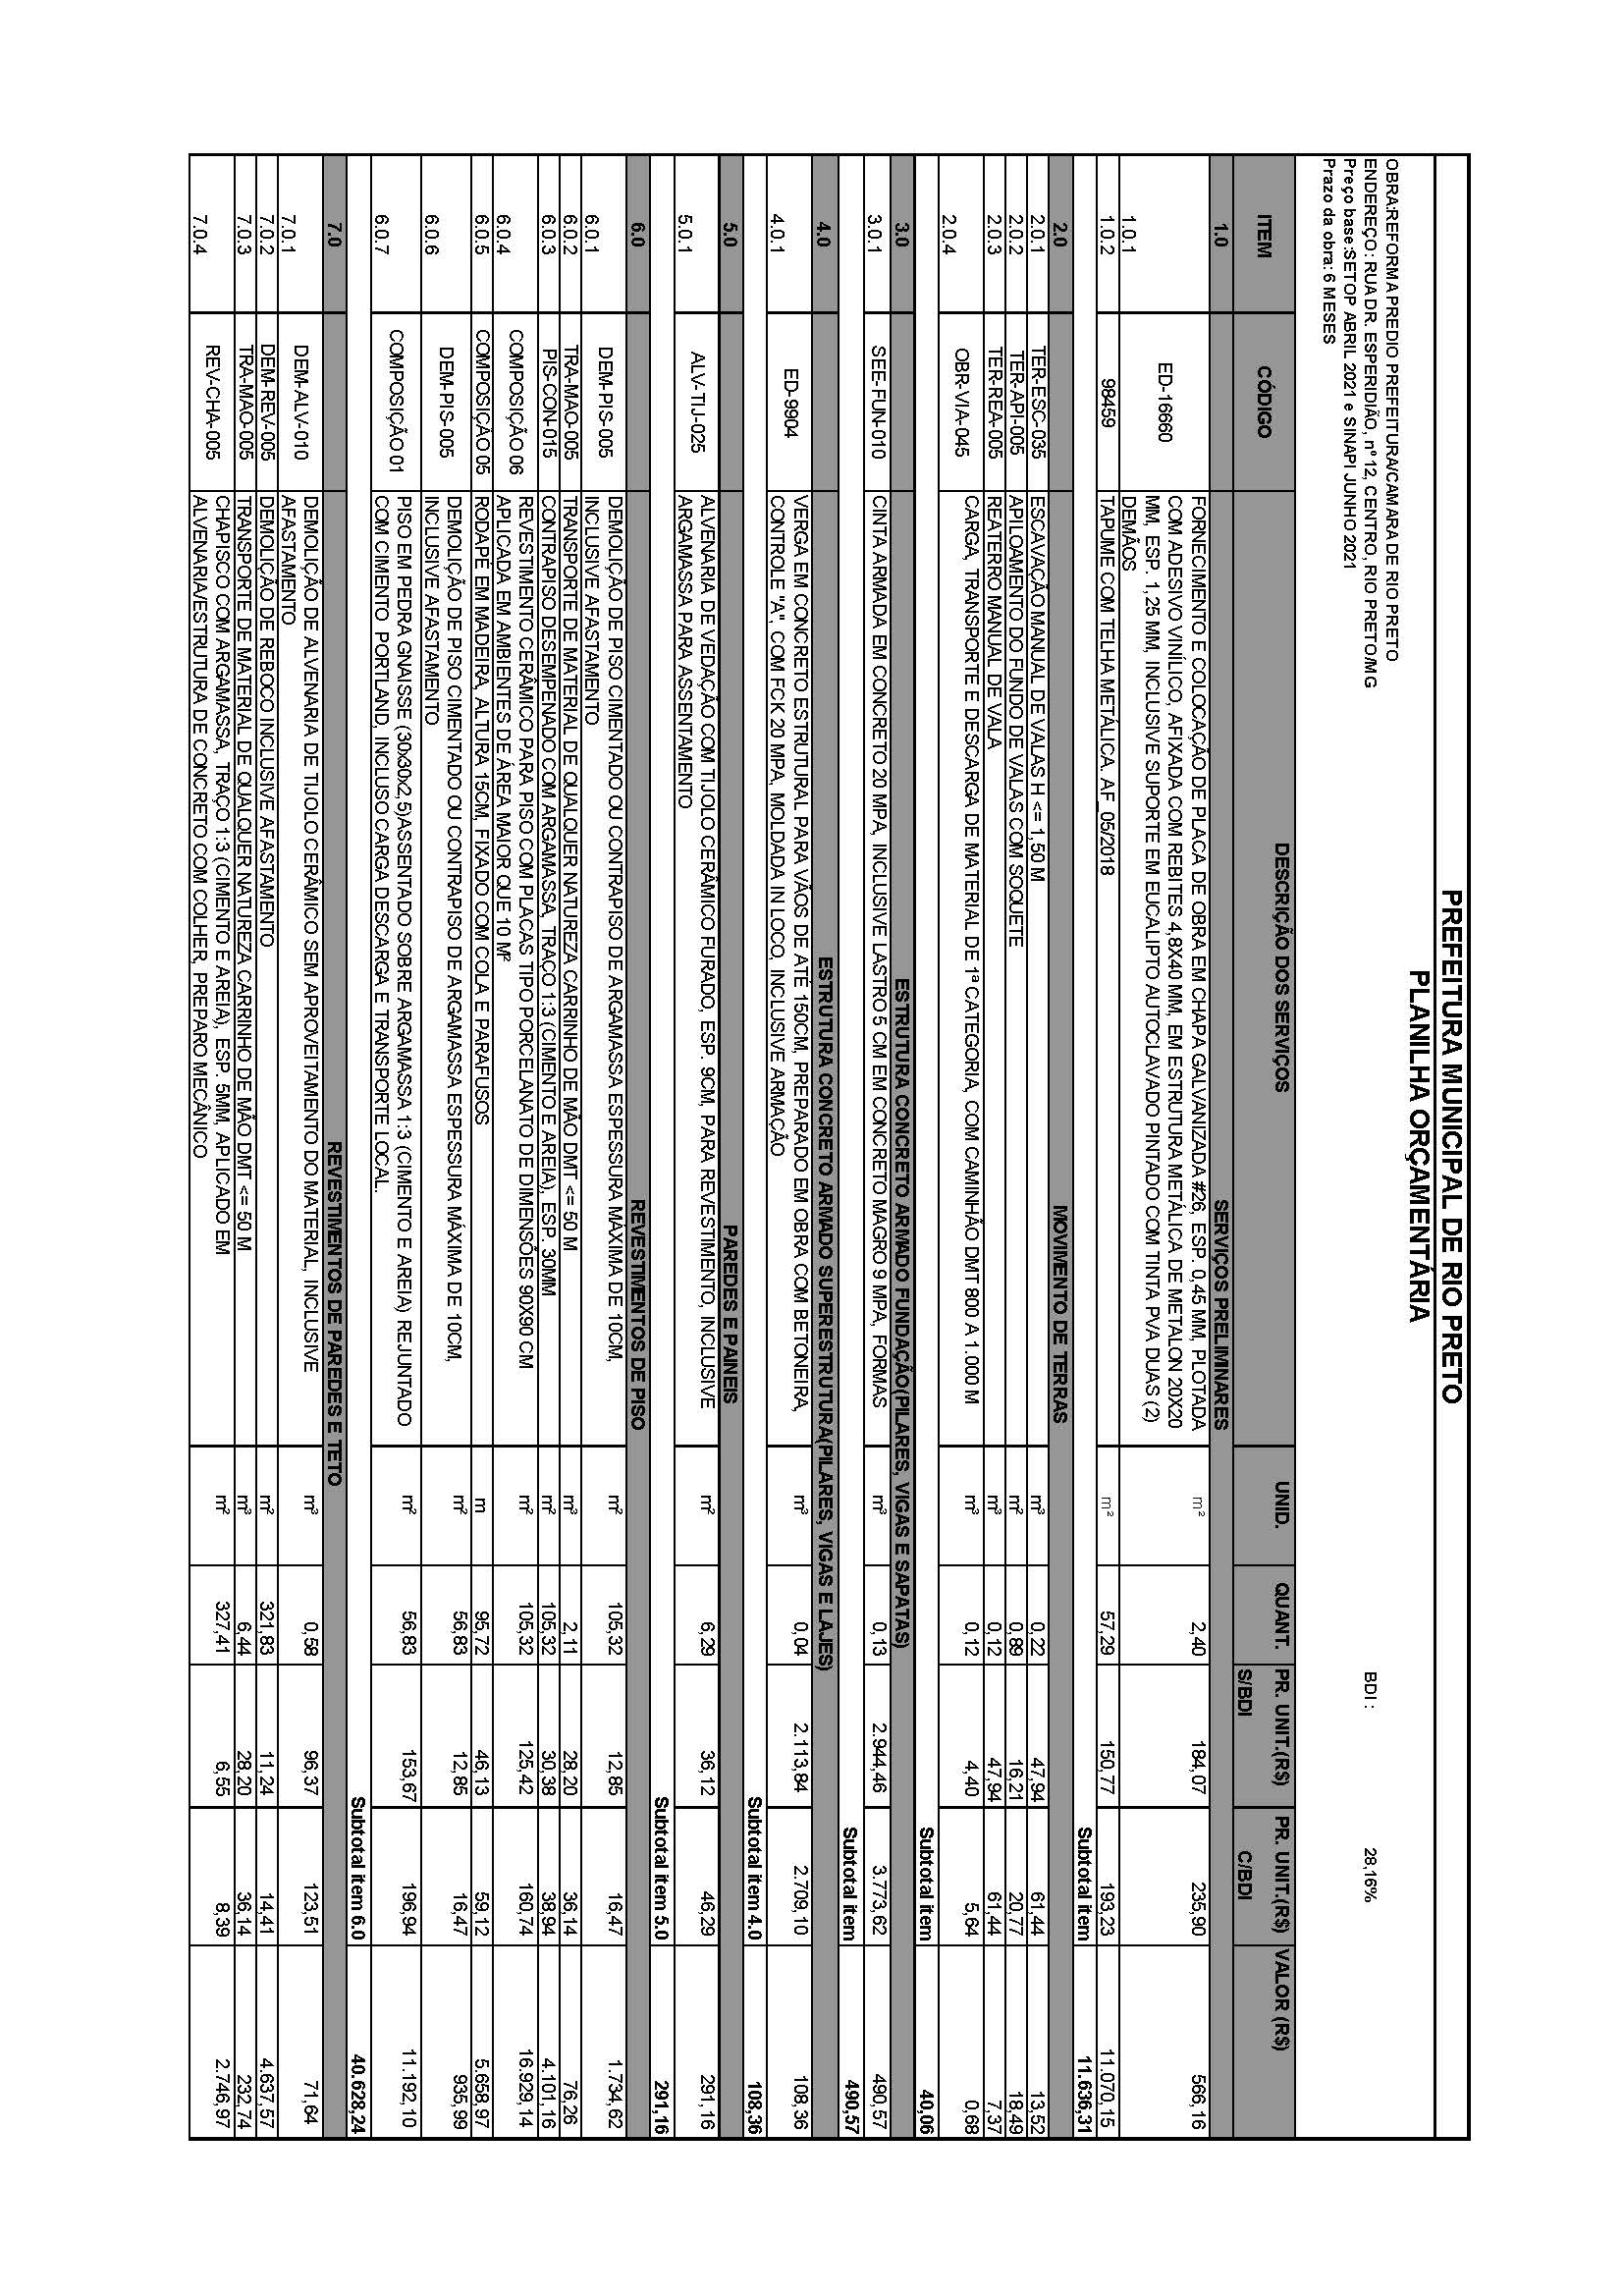 PREFEITURA MUNICIPAL DE RIO PRETO
PLANILHA ORÇAMENTÁRIA
OBRA:REFORMA PREDIO PREFEITURA/CAMARA DE RIO PRETO
ENDEREÇO: RUA DR. ESPERIDIÃO, nº 12, CENTRO, RIO PRETO/MG BDI : 28,16%
Preço base:SETOP ABRIL 2021 e SINAPI JUNHO 2021
Prazo da obra: 6 MESES
ITEM CÓDIGO DESCRIÇÃO DOS SERVIÇOS UNID. QUANT. PR. UNIT.(R$) S/BDI PR. UNIT.(R$) C/BDI VALOR (R$)
1.0 SERVIÇOS PRELIMINARES
FORNECIMENTO E COLOCAÇÃO DE PLACA DE OBRA EM CHAPA GALVANIZADA #26, ESP. 0,45 MM, PLOTADA
COM ADESIVO VINÍLICO, AFIXADA COM REBITES 4,8X40 MM, EM ESTRUTURA METÁLICA DE METALON 20X20
MM, ESP. 1,25 MM, INCLUSIVE SUPORTE EM EUCALIPTO AUTOCLAVADO PINTADO COM TINTA PVA DUAS (2)
DEMÃOS
1.0.1 ED-16660 m² 2,40 184,07 235,90 566,16
1.0.2 98459 TAPUME COM TELHA METÁLICA. AF_05/2018 m² 57,29 150,77 193,23 11.070,15
Subtotal item 11.636,31
2.0 MOVIMENTO DE TERRAS
2.0.1 TER-ESC-035 ESCAVAÇÃO MANUAL DE VALAS H <= 1,50 M m³ 0,22 47,94 61,44 13,52
2.0.2 TER-API-005 APILOAMENTO DO FUNDO DE VALAS COM SOQUETE m² 0,89 16,21 20,77 18,49
2.0.3 TER-REA-005 REATERRO MANUAL DE VALA m³ 0,12 47,94 61,44 7,37
2.0.4 OBR-VIA-045 CARGA, TRANSPORTE E DESCARGA DE MATERIAL DE 1ª CATEGORIA, COM CAMINHÃO DMT 800 A 1.000 M m³ 0,12 4,40 5,64 0,68
Subtotal item 40,06
3.0 ESTRUTURA CONCRETO ARMADO FUNDAÇÃO(PILARES, VIGAS E SAPATAS)
3.0.1 SEE-FUN-010 CINTA ARMADA EM CONCRETO 20 MPA, INCLUSIVE LASTRO 5 CM EM CONCRETO MAGRO 9 MPA, FORMAS m³ 0,13 2.944,46 3.773,62 490,57
Subtotal item 490,57
4.0 ESTRUTURA CONCRETO ARMADO SUPERESTRUTURA(PILARES, VIGAS E LAJES)
4.0.1 ED-9904 VERGA EM CONCRETO ESTRUTURAL PARA VÃOS DE ATÉ 150CM, PREPARADO EM OBRA COM BETONEIRA, m³ 0,04 2.113,84 2.709,10 108,36
CONTROLE "A", COM FCK 20 MPA, MOLDADA IN LOCO, INCLUSIVE ARMAÇÃO
Subtotal item 4.0 108,36
5.0 PAREDES E PAINEIS
5.0.1 ALV-TIJ-025 ALVENARIA DE VEDAÇÃO COM TIJOLO CERÂMICO FURADO, ESP. 9CM, PARA REVESTIMENTO, INCLUSIVE m² 6,29 36,12 46,29 291,16
ARGAMASSA PARA ASSENTAMENTO
Subtotal item 5.0 291,16
6.0 REVESTIMENTOS DE PISO
6.0.1 DEM-PIS-005 DEMOLIÇÃO DE PISO CIMENTADO OU CONTRAPISO DE ARGAMASSA ESPESSURA MÁXIMA DE 10CM, m² 105,32 12,85 16,47 1.734,62
INCLUSIVE AFASTAMENTO
6.0.2 TRA-MAO-005 TRANSPORTE DE MATERIAL DE QUALQUER NATUREZA CARRINHO DE MÃO DMT <= 50 M m³ 2,11 28,20 36,14 76,26
6.0.3 PIS-CON-015 CONTRAPISO DESEMPENADO COM ARGAMASSA, TRAÇO 1:3 (CIMENTO E AREIA), ESP. 30MM m² 105,32 30,38 38,94 4.101,16
6.0.4 COMPOSIÇÃO 06 REVESTIMENTO CERÂMICO PARA PISO COM PLACAS TIPO PORCELANATO DE DIMENSÕES 90X90 CM m² 105,32 125,42 160,74 16.929,14
APLICADA EM AMBIENTES DE ÁREA MAIOR QUE 10 M²
6.0.5 COMPOSIÇÃO 05 RODAPÉ EM MADEIRA, ALTURA 15CM, FIXADO COM COLA E PARAFUSOS m 95,72 46,13 59,12 5.658,97
6.0.6 DEM-PIS-005 DEMOLIÇÃO DE PISO CIMENTADO OU CONTRAPISO DE ARGAMASSA ESPESSURA MÁXIMA DE 10CM, m² 56,83 12,85 16,47 935,99
INCLUSIVE AFASTAMENTO
6.0.7 COMPOSIÇÃO 01 PISO EM PEDRA GNAISSE (30x30x2,5)ASSENTADO SOBRE ARGAMASSA 1:3 (CIMENTO E AREIA) REJUNTADO m² 56,83 153,67 196,94 11.192,10
COM CIMENTO PORTLAND, INCLUSO CARGA DESCARGA E TRANSPORTE LOCAL.
Subtotal item 6.0 40.628,24
7.0 REVESTIMENTOS DE PAREDES E TETO
7.0.1 DEM-ALV-010 DEMOLIÇÃO DE ALVENARIA DE TIJOLO CERÂMICO SEM APROVEITAMENTO DO MATERIAL, INCLUSIVE m³ 0,58 96,37 123,51 71,64
AFASTAMENTO
7.0.2 DEM-REV-005 DEMOLIÇÃO DE REBOCO INCLUSIVE AFASTAMENTO m² 321,83 11,24 14,41 4.637,57
7.0.3 TRA-MAO-005 TRANSPORTE DE MATERIAL DE QUALQUER NATUREZA CARRINHO DE MÃO DMT <= 50 M m³ 6,44 28,20 36,14 232,74
7.0.4 REV-CHA-005 CHAPISCO COM ARGAMASSA, TRAÇO 1:3 (CIMENTO E AREIA), ESP. 5MM, APLICADO EM m² 327,41 6,55 8,39 2.746,97
ALVENARIA/ESTRUTURA DE CONCRETO COM COLHER, PREPARO MECÂNICO